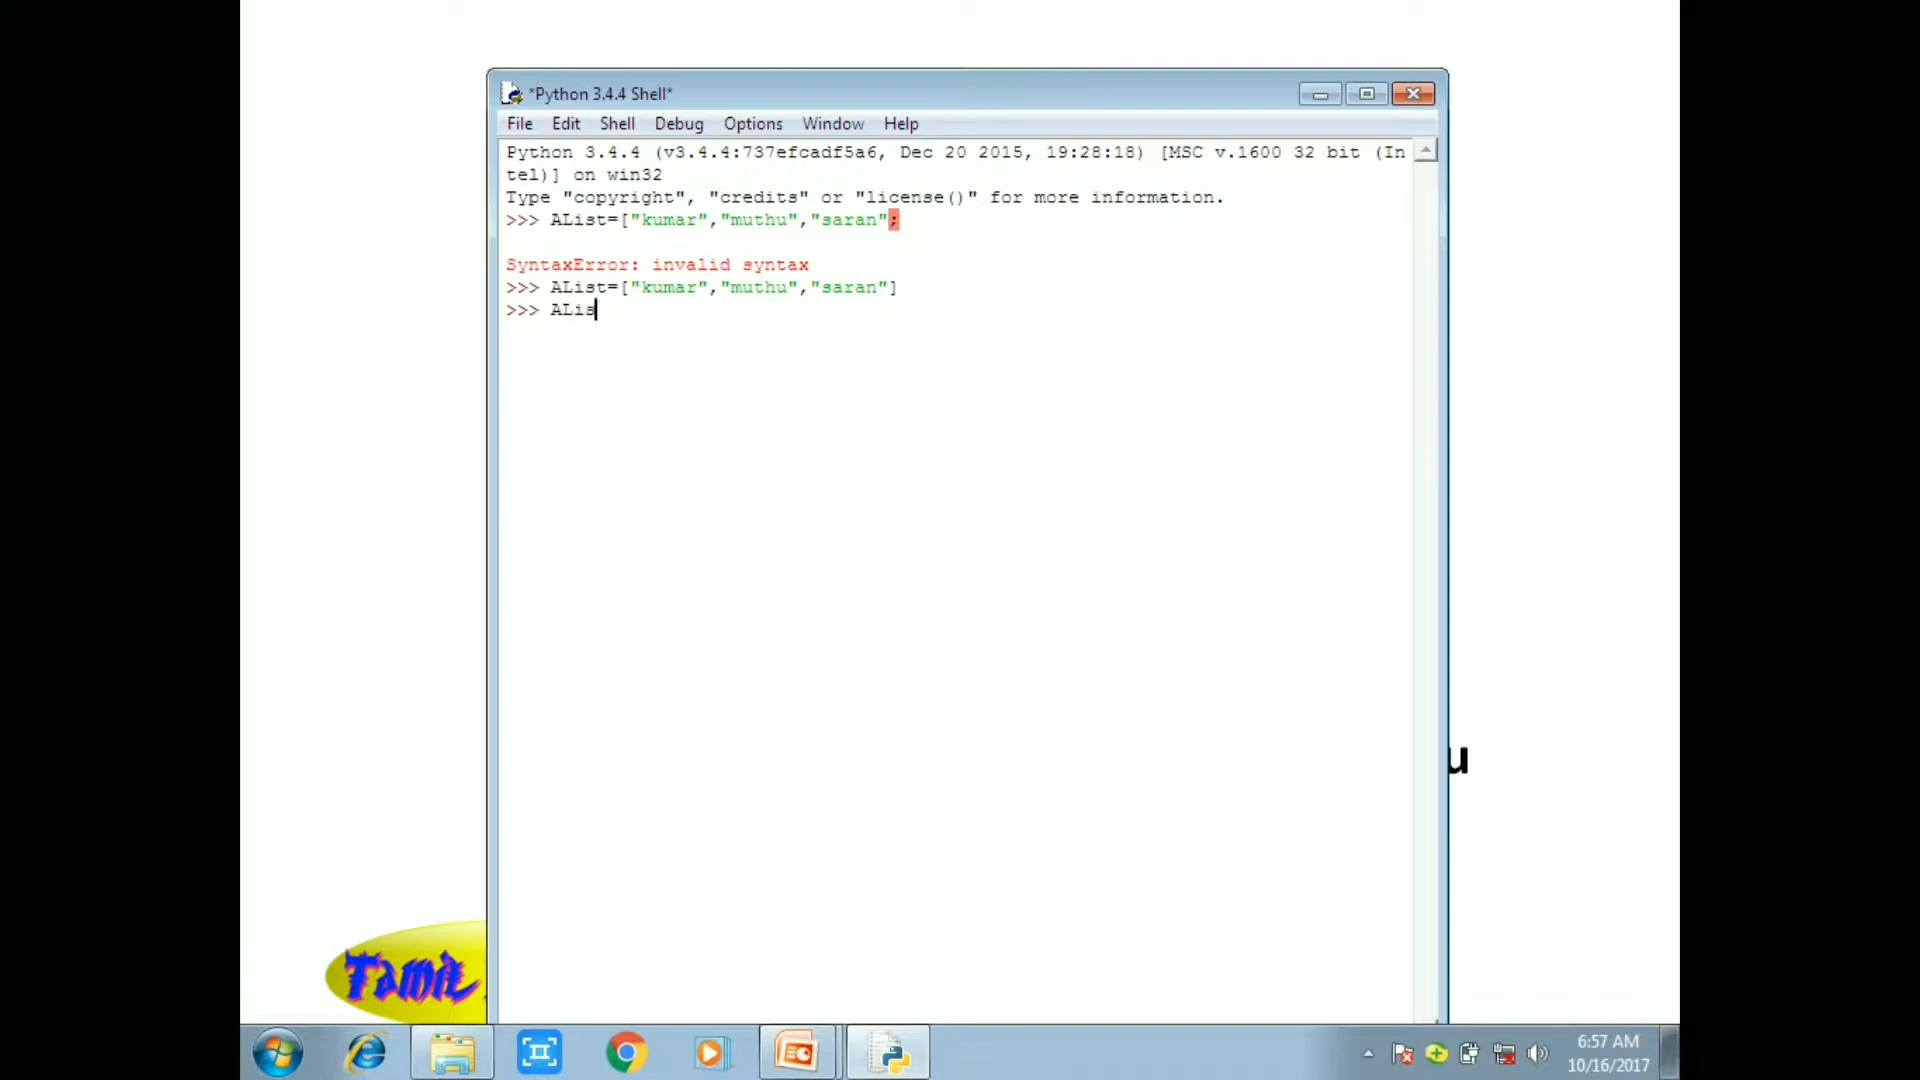 *Python 3.4.4 Shell*
File Edit Shell Debug Options Window Help
Python 3.4.4 (v3.4.4:737efcadf5a6, Dec 20 2015, 19:28:18) [MSC v.1600 32 bit (In
tel)] on win32
Type "copyright", "credits" or "license()" for more information.
>>> AList=["kumar","muthu","saran";
SyntaxError: invalid syntax
>>> AList=["kumar","muthu","saran"]
>>> ALis
u
Tamil
6:57 AM
10/16/2017